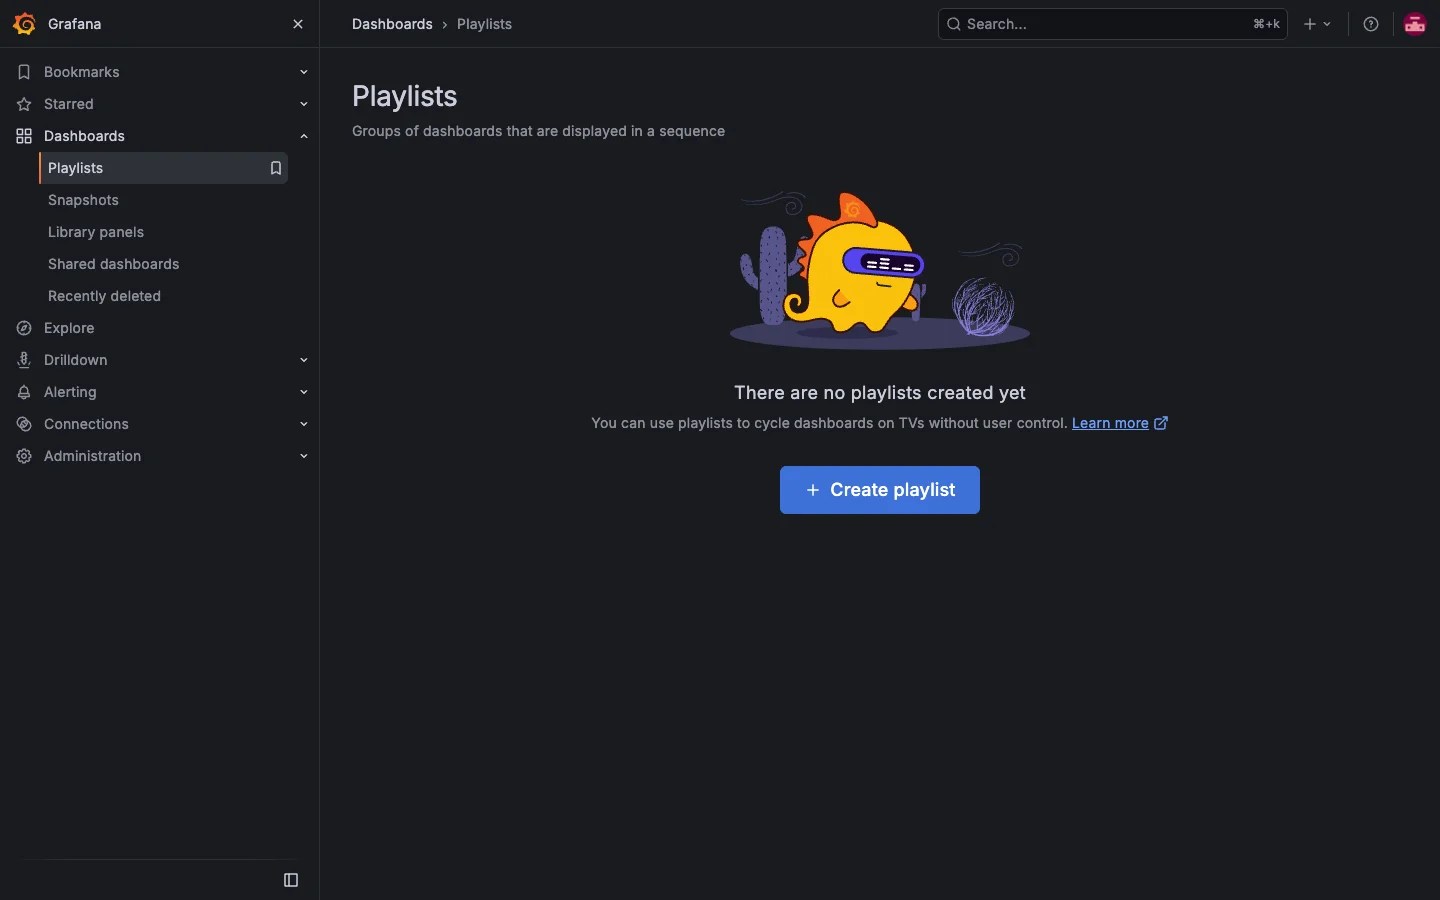 Grafana
Dashboards › Playlists
Search...
⌘+k
Bookmarks
Starred
Dashboards
Playlists
Snapshots
Library panels
Shared dashboards
Recently deleted
Explore
Drilldown
Alerting
Connections
Administration
Playlists
Groups of dashboards that are displayed in a sequence
There are no playlists created yet
You can use playlists to cycle dashboards on TVs without user control. Learn more
Create playlist